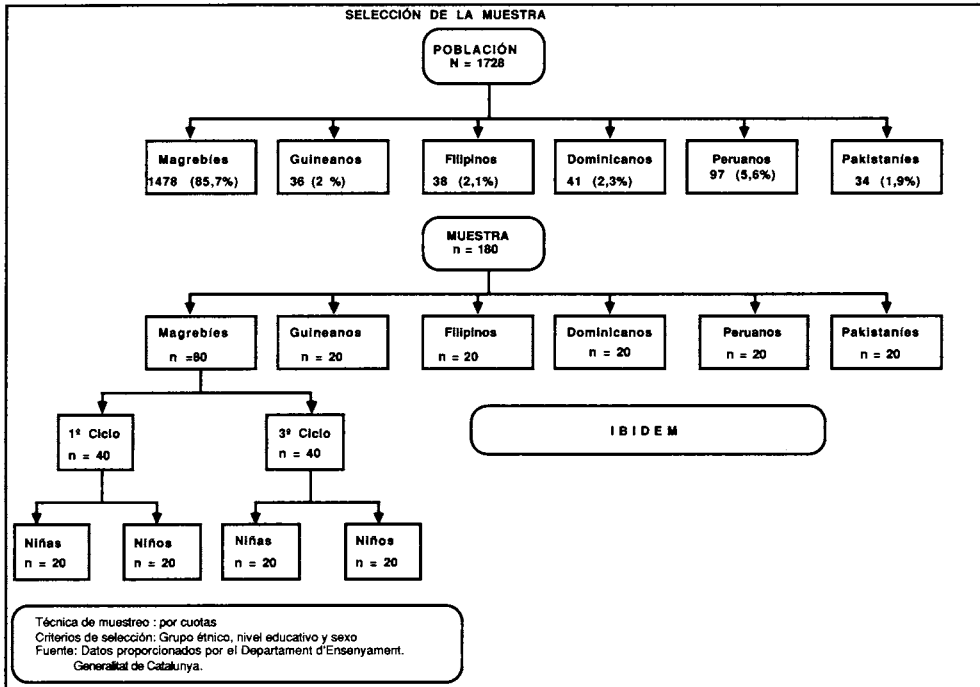 SELECCIÓN DE LA MUESTRA
POBLACIÓN
N = 1728
Magrebíes
1478 (85,7%)
Guineanos
36 (2 %)
Filipinos
38 (2,1%)
Dominicanos
41 (2,3%)
Peruanos
97 (5,6%)
Pakistaníes
34 (1,9%)
MUESTRA
n = 180
Magrebíes
n =80
Guineanos
n = 20
Filipinos
n = 20
Dominicanos
n = 20
Peruanos
n = 20
Pakistaníes
n = 20
1º Ciclo
n = 40
3º Ciclo
n = 40
IBIDEM
Niñas
n = 20
Niños
n = 20
Niñas
n = 20
Niños
n = 20
Técnica de muestreo : por cuotas
Criterios de selección: Grupo étnico, nivel educativo y sexo
Fuente: Datos proporcionados por el Departament d'Ensenyament.
Generalitat de Catalunya.